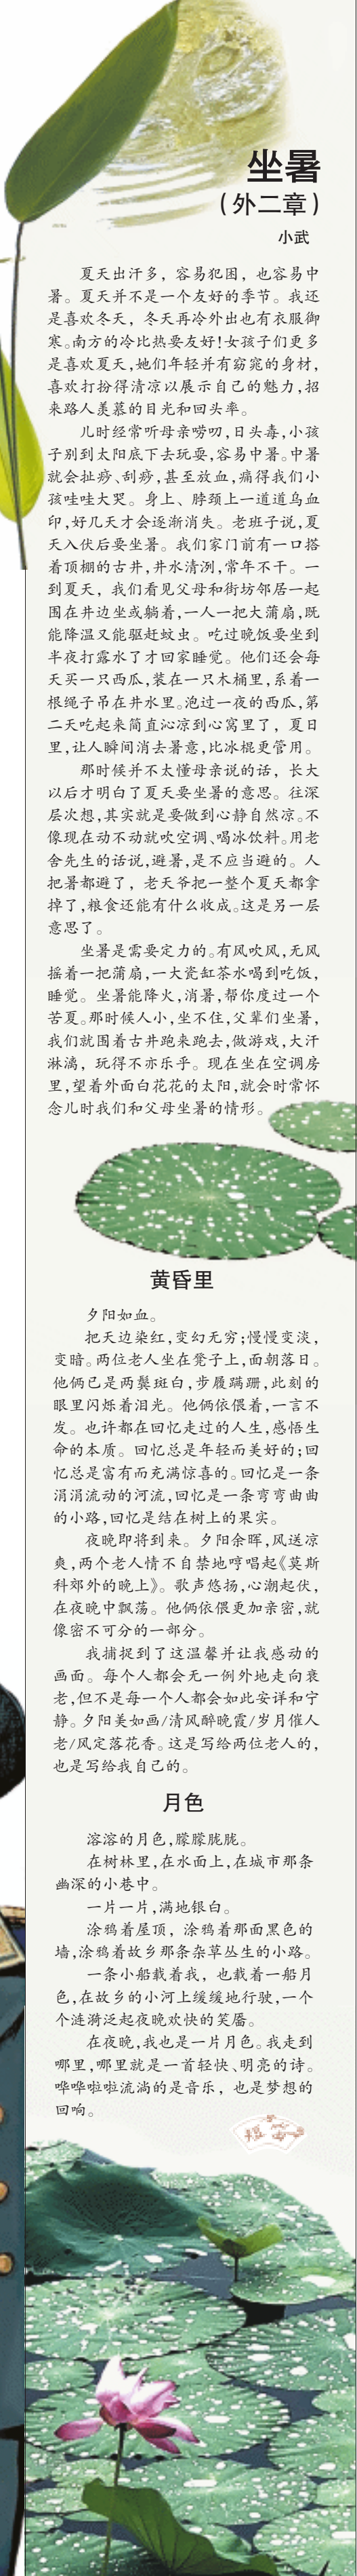 坐暑
(外二章)
小武
夏天出汗多，容易犯困，也容易中
暑。夏天并不是一个友好的季节。我还
是喜欢冬天，冬天再冷外出也有衣服御
寒。南方的冷比热要友好！女孩子们更多
是喜欢夏天，她们年轻并有窈窕的身材，
喜欢打扮得清凉以展示自己的魅力，招
来路人羡慕的目光和回头率。
儿时经常听母亲唠叨，日头毒，小孩
子别到太阳底下去玩耍，容易中暑。中暑
就会扯痧、刮痧，甚至放血，痛得我们小
孩哇哇大哭。身上、脖颈上一道道乌血
印，好几天才会逐渐消失。老班子说，夏
天入伏后要坐暑。我们家门前有一口搭
着顶棚的古井，井水清冽，常年不干。一
到夏天，我们看见父母和街坊邻居一起
围在井边坐或躺着，一人一把大蒲扇，既
能降温又能驱赶蚊虫。吃过晚饭要坐到
半夜打露水了才回家睡觉。他们还会每
天买一只西瓜，装在一只木桶里，系着一
根绳子吊在井水里。泡过一夜的西瓜，第
二天吃起来简直沁凉到心窝里了，夏日
里，让人瞬间消去暑意，比冰棍更管用。
那时候并不太懂母亲说的话，长大
以后才明白了夏天要坐暑的意思。往深
层次想，其实就是要做到心静自然凉。不
像现在动不动就吹空调、喝冰饮料。用老
舍先生的话说，避暑，是不应当避的。人
把暑都避了，老天爷把一整个夏天都拿
掉了，粮食还能有什么收成。这是另一层
意思了。
坐暑是需要定力的。有风吹风，无风
摇着一把蒲扇，一大瓷缸茶水喝到吃饭，
睡觉。坐暑能降火，消暑，帮你度过一个
苦夏。那时候人小，坐不住，父辈们坐暑，
我们就围着古井跑来跑去，做游戏，大汗
淋漓，玩得不亦乐乎。现在坐在空调房
里，望着外面白花花的太阳，就会时常怀
念儿时我们和父母坐暑的情形。
黄昏里
夕阳如血。
把天边染红，变幻无穷；慢慢变淡，
变暗。两位老人坐在凳子上，面朝落日。
他俩已是两鬓斑白，步履蹒跚，此刻的
眼里闪烁着泪光。他俩依偎着，一言不
发。也许都在回忆走过的人生，感悟生
命的本质。回忆总是年轻而美好的；回
忆总是富有而充满惊喜的。回忆是一条
涓涓流动的河流，回忆是一条弯弯曲曲
的小路，回忆是结在树上的果实。
夜晚即将到来。夕阳余晖，风送凉
爽，两个老人情不自禁地哼唱起《莫斯
科郊外的晚上》。歌声悠扬，心潮起伏，
在夜晚中飘荡。他俩依偎更加亲密，就
像密不可分的一部分。
我捕捉到了这温馨并让我感动的
画面。每个人都会无一例外地走向衰
老，但不是每一个人都会如此安详和宁
静。夕阳美如画/清风醉晚霞/岁月催人
老/风定落花香。这是写给两位老人的，
也是写给我自己的。
月色
溶溶的月色，朦朦胧胧。
在树林里，在水面上，在城市那条
幽深的小巷中。
一片一片，满地银白。
涂鸦着屋顶，涂鸦着那面黑色的
墙，涂鸦着故乡那条杂草丛生的小路。
一条小船载着我，也载着一船月
色，在故乡的小河上缓缓地行驶，一个
个涟漪泛起夜晚欢快的笑靥。
在夜晚，我也是一片月色。我走到
哪里，哪里就是一首轻快、明亮的诗。
哗哗啦啦流淌的是音乐，也是梦想的
回响。